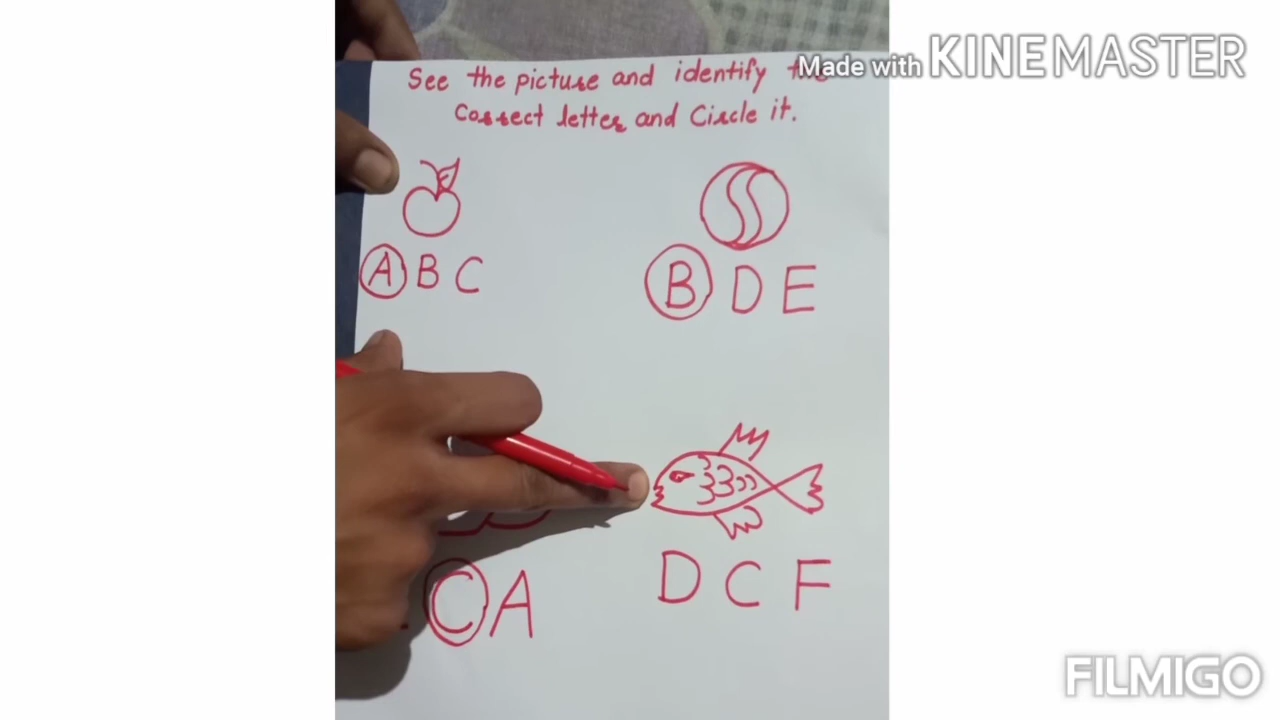 Made with KINEMASTER
See the picture and identify the
Correct letter and Circle it.
A B C
B D E
C A
D C F
FILMIGO